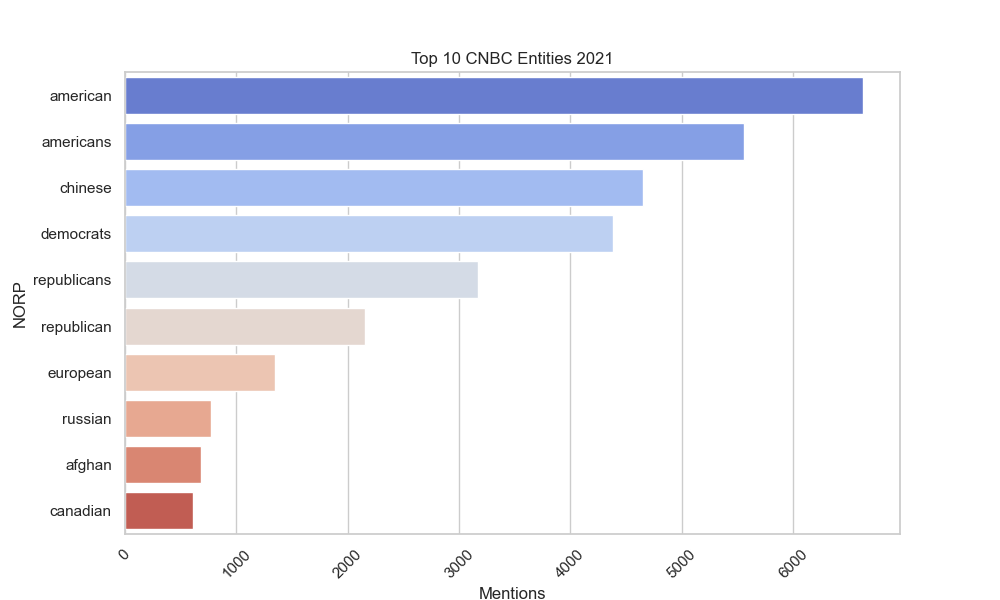 Top 10 CNBC Entities 2021
NORP
american
americans
chinese
democrats
republicans
republican
european
russian
afghan
canadian
0 1000 2000 3000 4000 5000 6000
Mentions